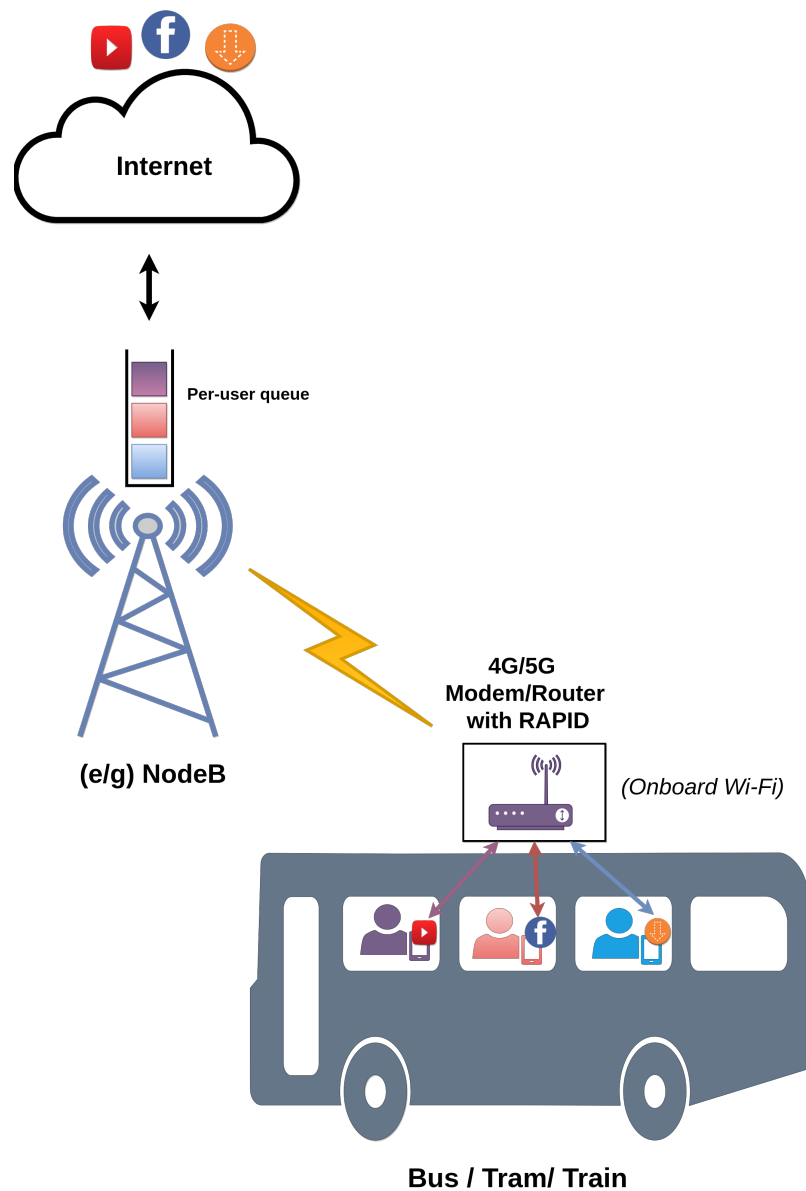 Internet
Per-user queue
4G/5G
Modem/Router
with RAPID
(e/g) NodeB
(Onboard Wi-Fi)
Bus / Tram/ Train